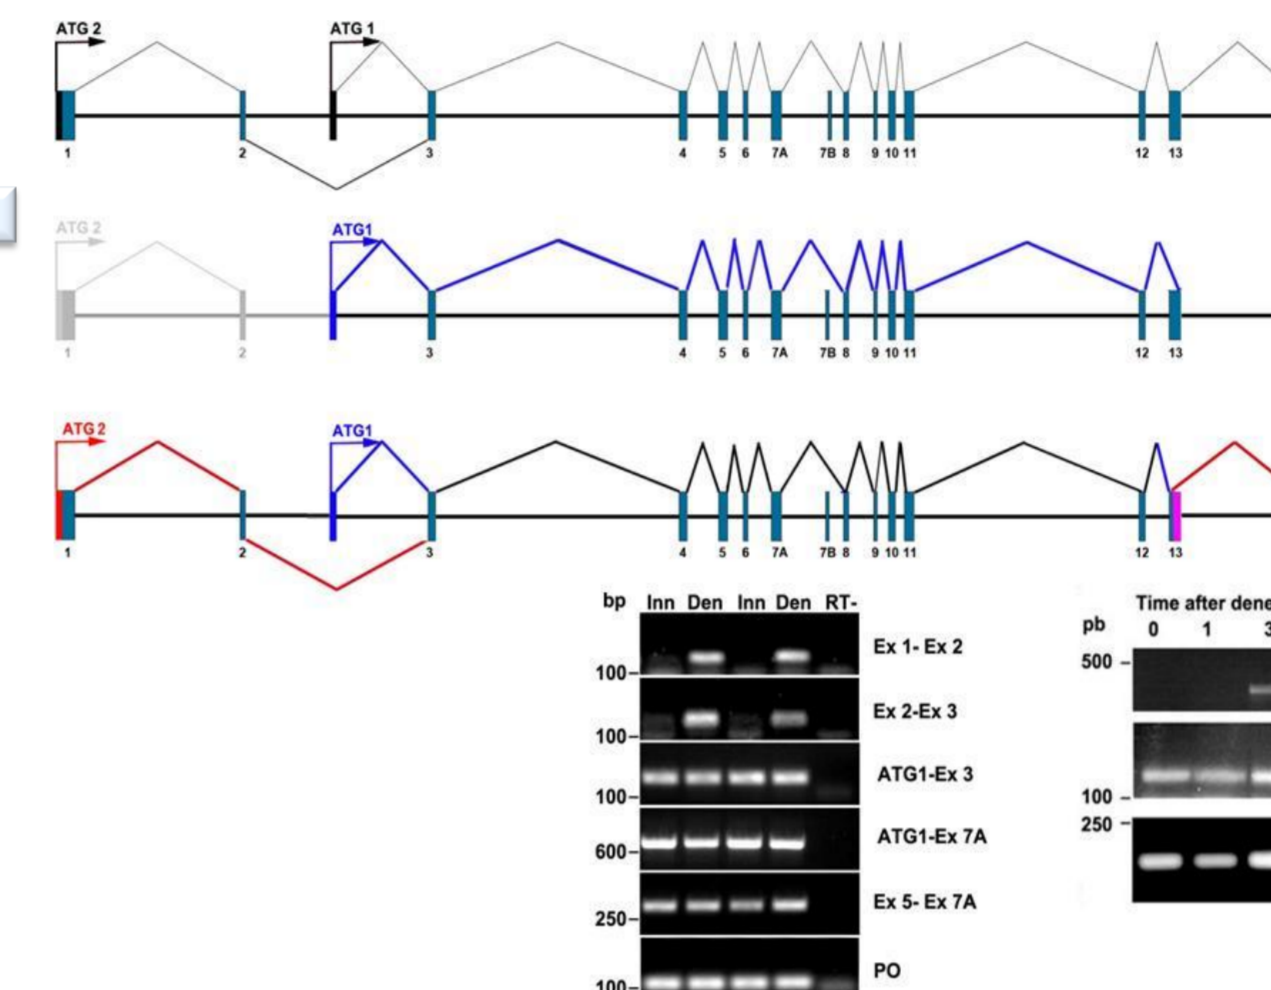 ATG 2 ATG 1
1 2 3 4 5 6 7A 7B 8 9 10 11 12 13
ATG 2 ATG1
1 2 3 4 5 6 7A 7B 8 9 10 11 12 13
ATG 2 ATG1
1 2 3 4 5 6 7A 7B 8 9 10 11 12 13
bp Inn Den Inn Den RT-
Ex 1- Ex 2
100
Ex 2-Ex 3
100
ATG1-Ex 3
100
ATG1-Ex 7A
600
Ex 5- Ex 7A
250
PO
100
Time after dene
pb 0 1 3
500
100
250